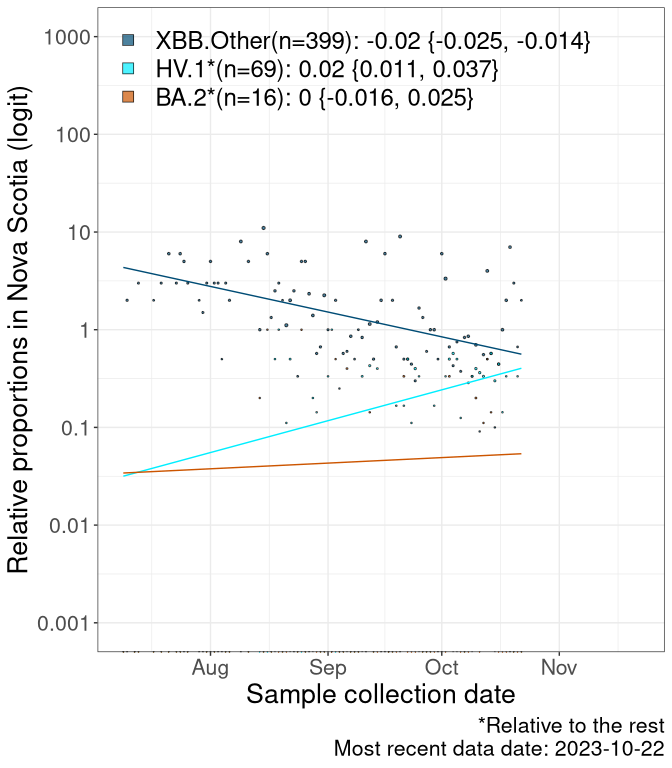 XBB.Other(n=399): -0.02 {-0.025, -0.014}
HV.1*(n=69): 0.02 {0.011, 0.037}
BA.2*(n=16): 0 {-0.016, 0.025}
Relative proportions in Nova Scotia (logit)
1000
100
10
1
0.1
0.01
0.001
Aug Sep Oct Nov
Sample collection date
*Relative to the rest
Most recent data date: 2023-10-22